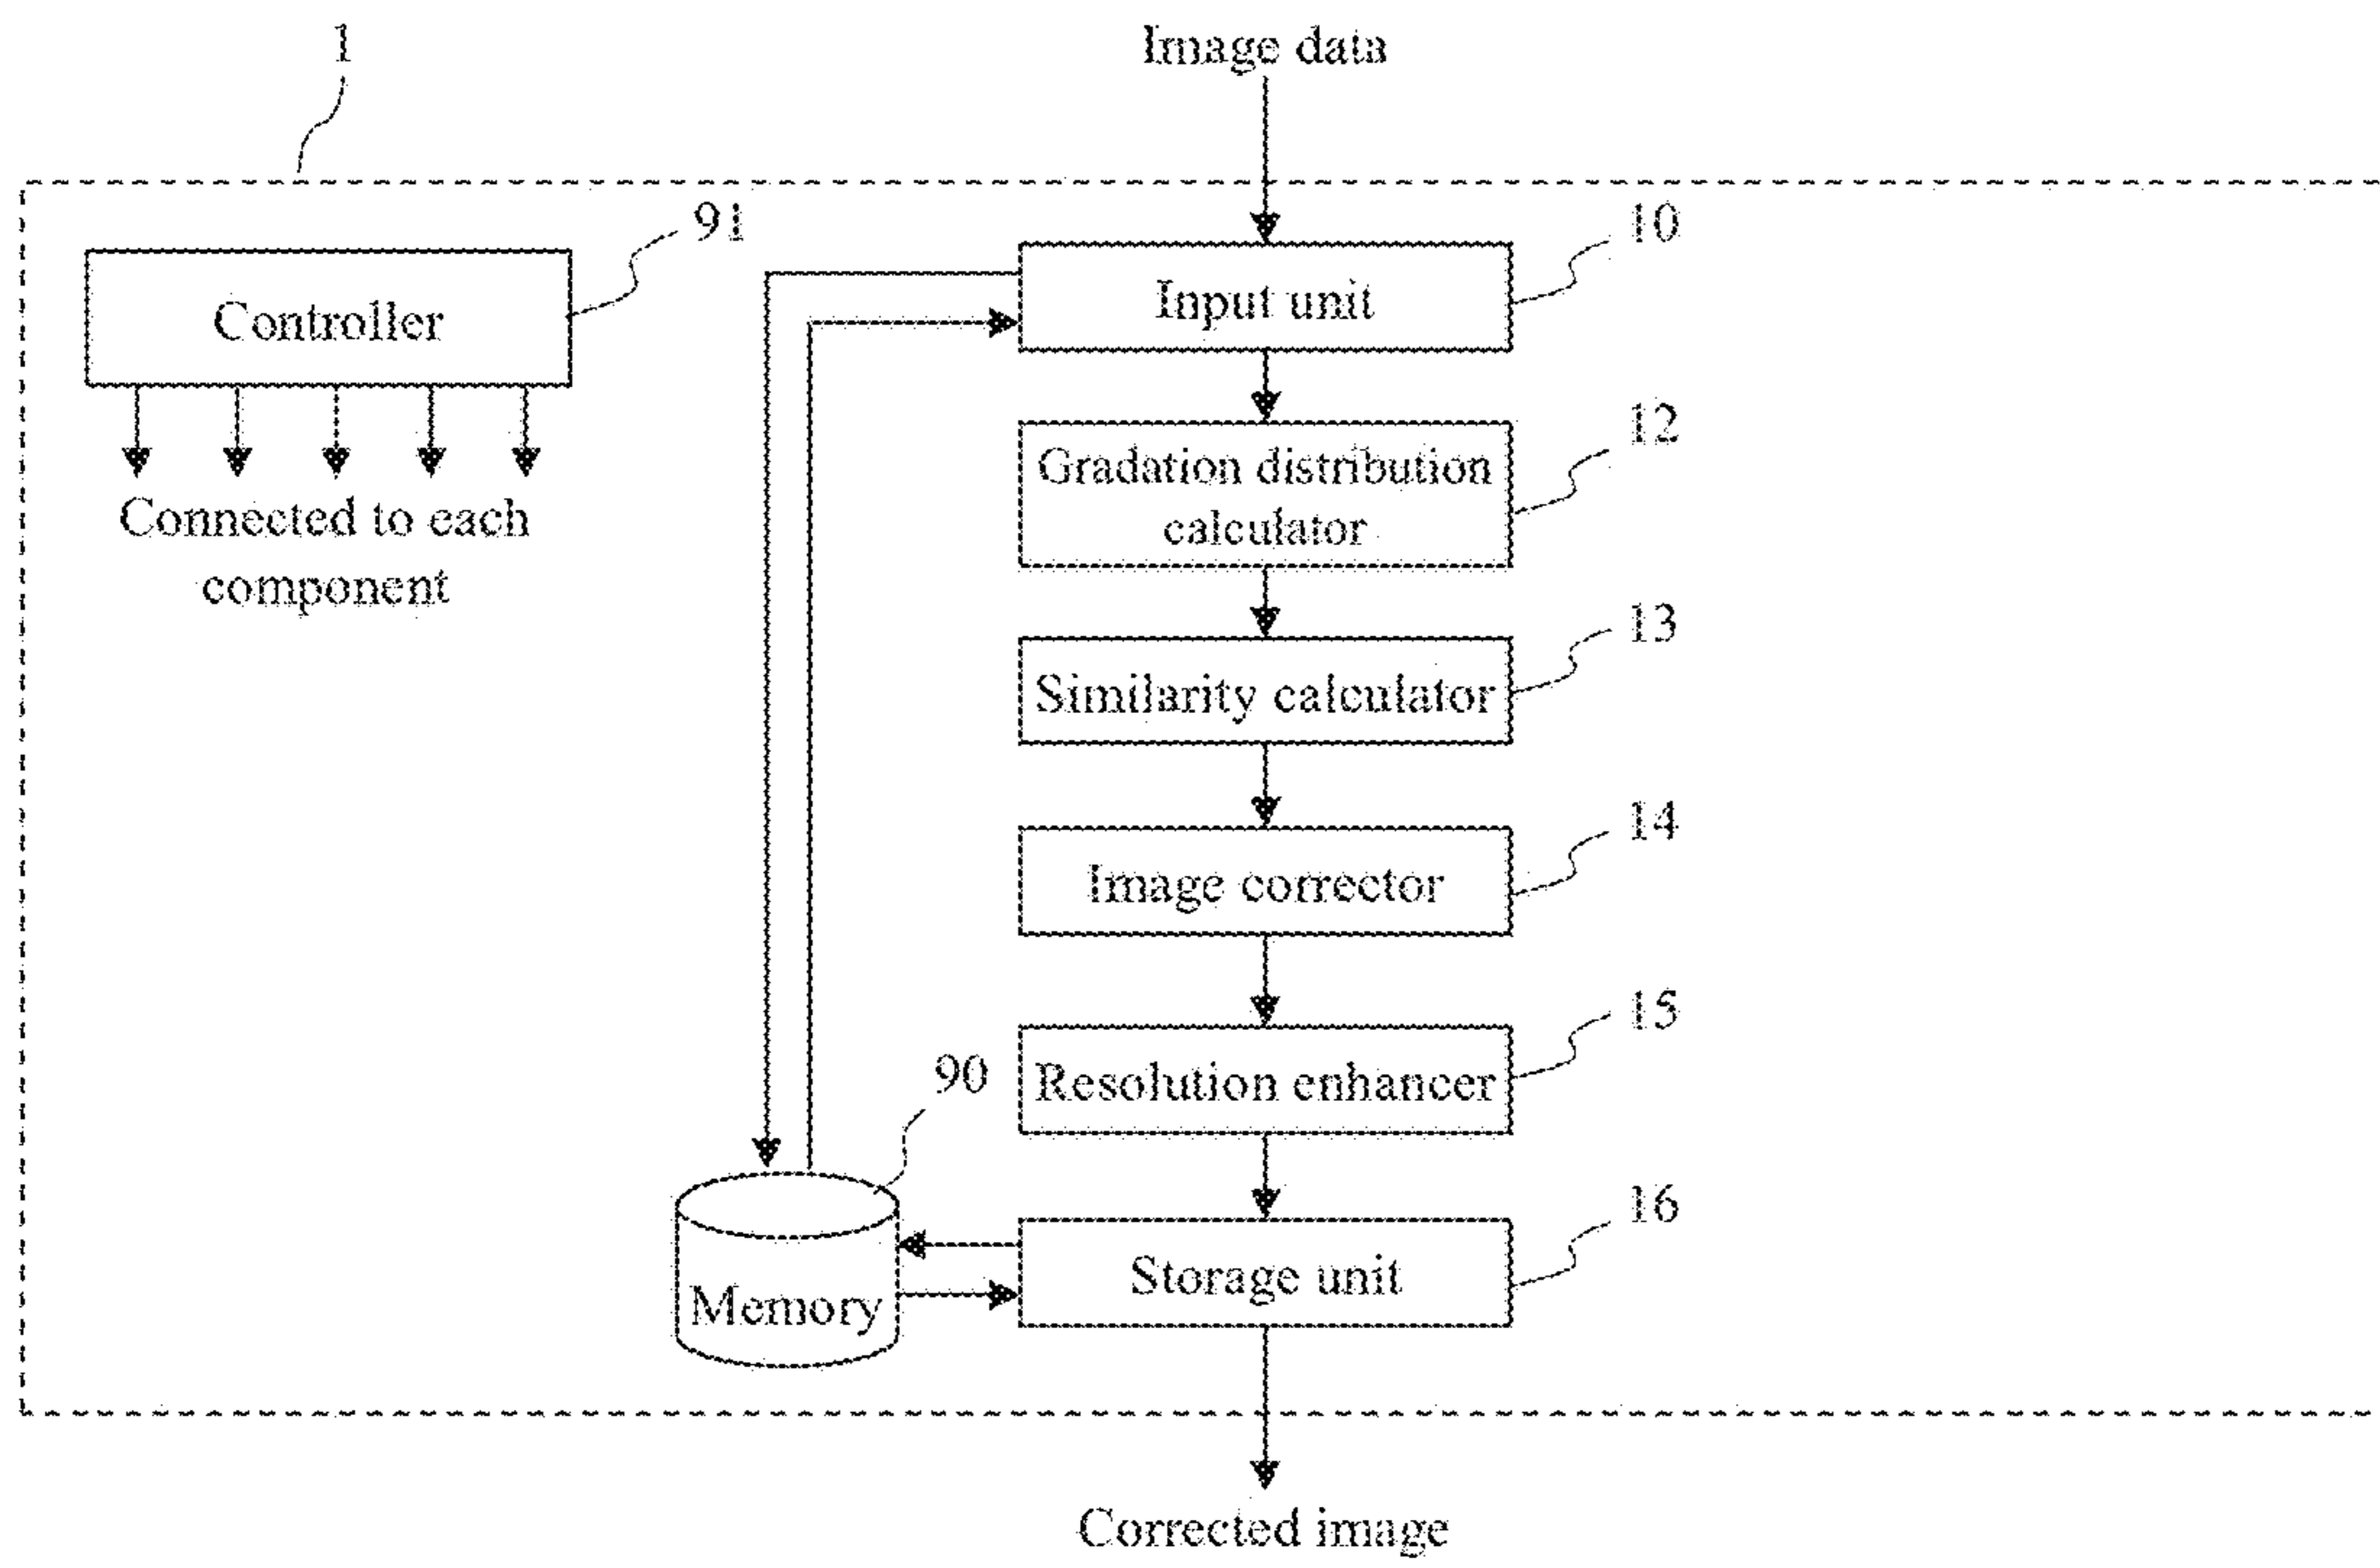 1
Image data
91
10
Controller
Input unit
Connected to each
component
12
Gradation distribution
calculator
13
Similarity calculator
14
Image corrector
15
Resolution enhancer
90
16
Memory
Storage unit
Corrected image